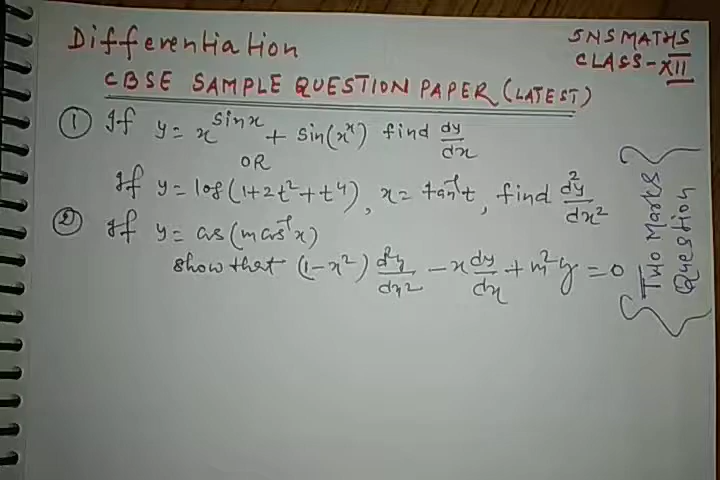 Differentiation
SNSMATHS
CLASS-XII
CBSE SAMPLE QUESTION PAPER (LATEST)
① If y = x^sinx + sin(x^x) find dy/dx
OR
If y = log(1+2t²+t⁴), x = tan⁻¹t, find d²y/dx²
② If y = cos(m cos⁻¹x)
show that (1-x²) d²y/dx² - x dy/dx + m²y = 0
{Two Marks
Questions}